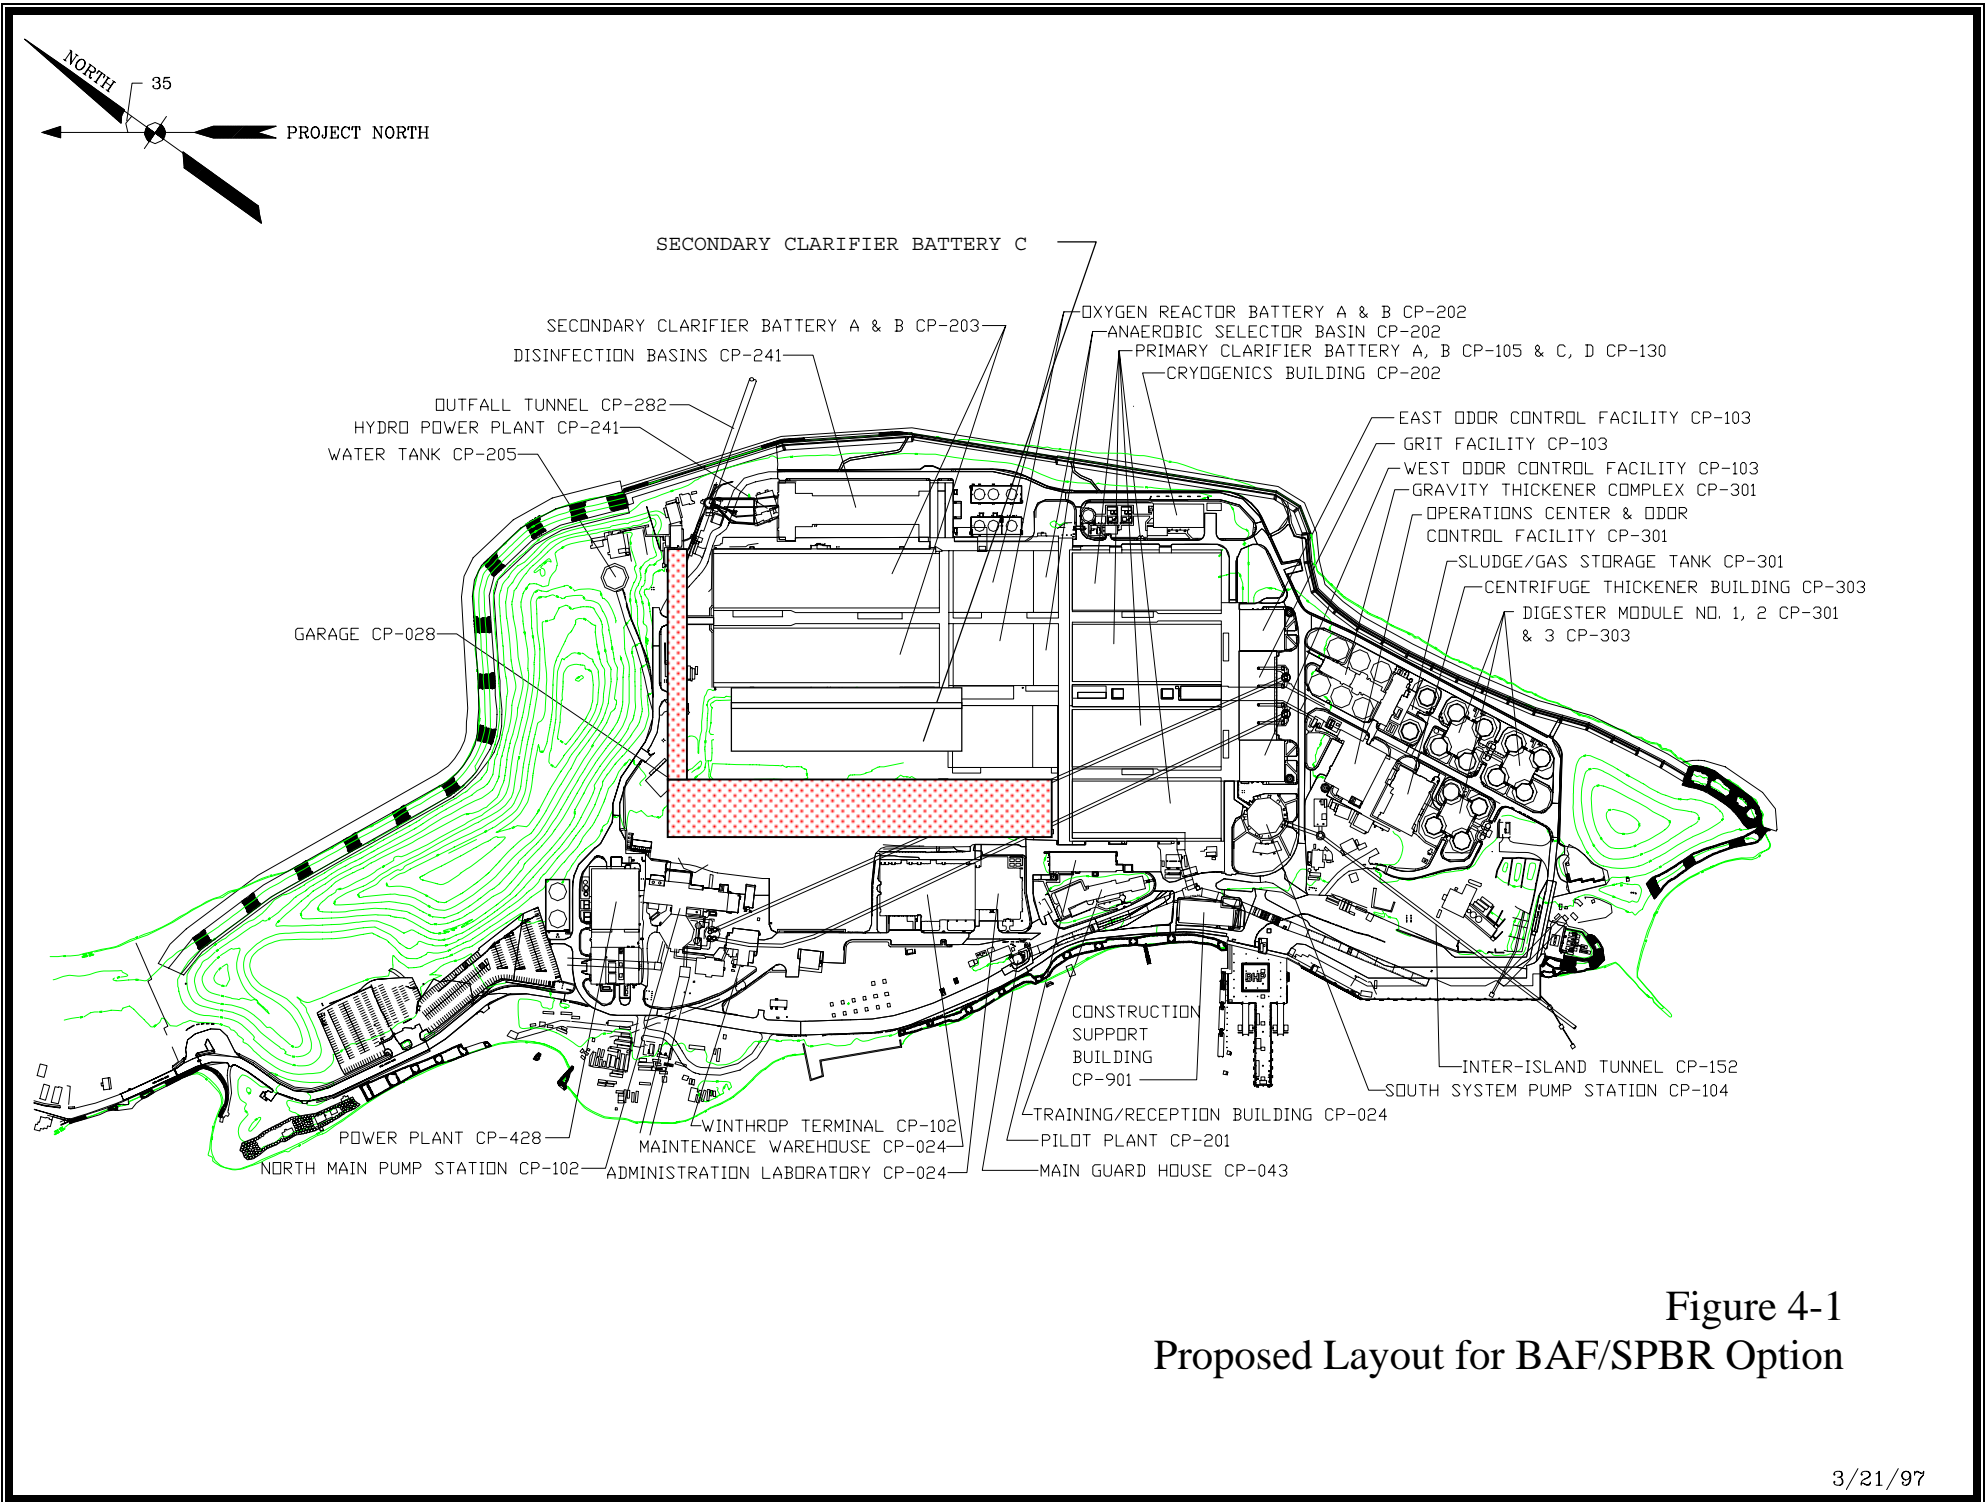 NORTH
35
PROJECT NORTH
SECONDARY CLARIFIER BATTERY C
SECONDARY CLARIFIER BATTERY A & B CP-203
DISINFECTION BASINS CP-241
OUTFALL TUNNEL CP-282
HYDRO POWER PLANT CP-241
WATER TANK CP-205
GARAGE CP-028
OXYGEN REACTOR BATTERY A & B CP-202
ANAEROBIC SELECTOR BASIN CP-202
PRIMARY CLARIFIER BATTERY A, B CP-105 & C, D CP-130
CRYOGENICS BUILDING CP-202
EAST ODOR CONTROL FACILITY CP-103
GRIT FACILITY CP-103
WEST ODOR CONTROL FACILITY CP-103
GRAVITY THICKENER COMPLEX CP-301
OPERATIONS CENTER & ODOR
CONTROL FACILITY CP-301
SLUDGE/GAS STORAGE TANK CP-301
CENTRIFUGE THICKENER BUILDING CP-303
DIGESTER MODULE NO. 1, 2 CP-301
& 3 CP-303
BHP
CONSTRUCTION
SUPPORT
BUILDING
CP-901
INTER-ISLAND TUNNEL CP-152
SOUTH SYSTEM PUMP STATION CP-104
TRAINING/RECEPTION BUILDING CP-024
PILOT PLANT CP-201
MAIN GUARD HOUSE CP-043
WINTHROP TERMINAL CP-102
MAINTENANCE WAREHOUSE CP-024
ADMINISTRATION LABORATORY CP-024
POWER PLANT CP-428
NORTH MAIN PUMP STATION CP-102
Figure 4-1
Proposed Layout for BAF/SPBR Option
3/21/97